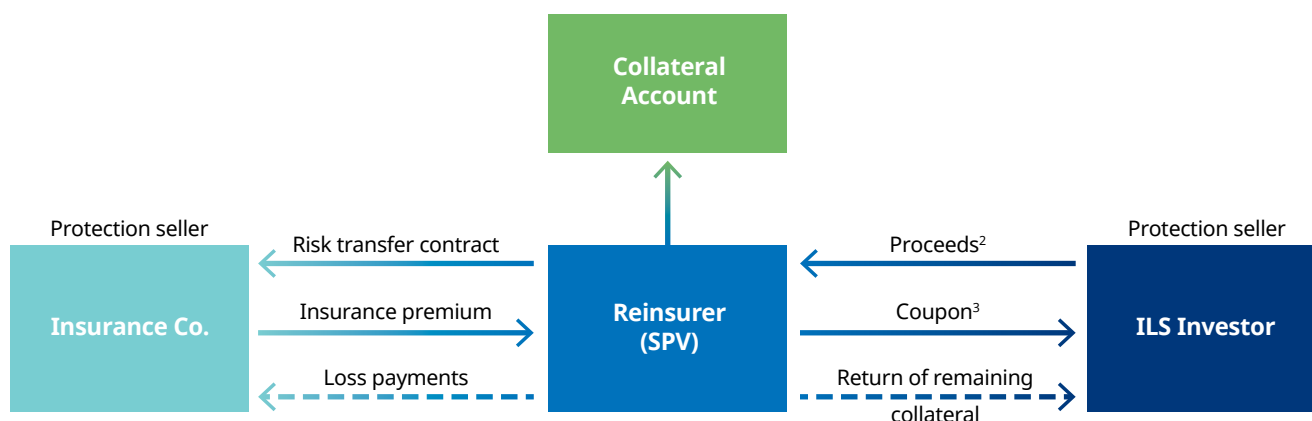 Collateral
Account
Protection seller
Protection seller
Risk transfer contract
Proceeds²
Insurance Co.
Insurance premium
Reinsurer
(SPV)
Coupon³
ILS Investor
Loss payments
Return of remaining
collateral